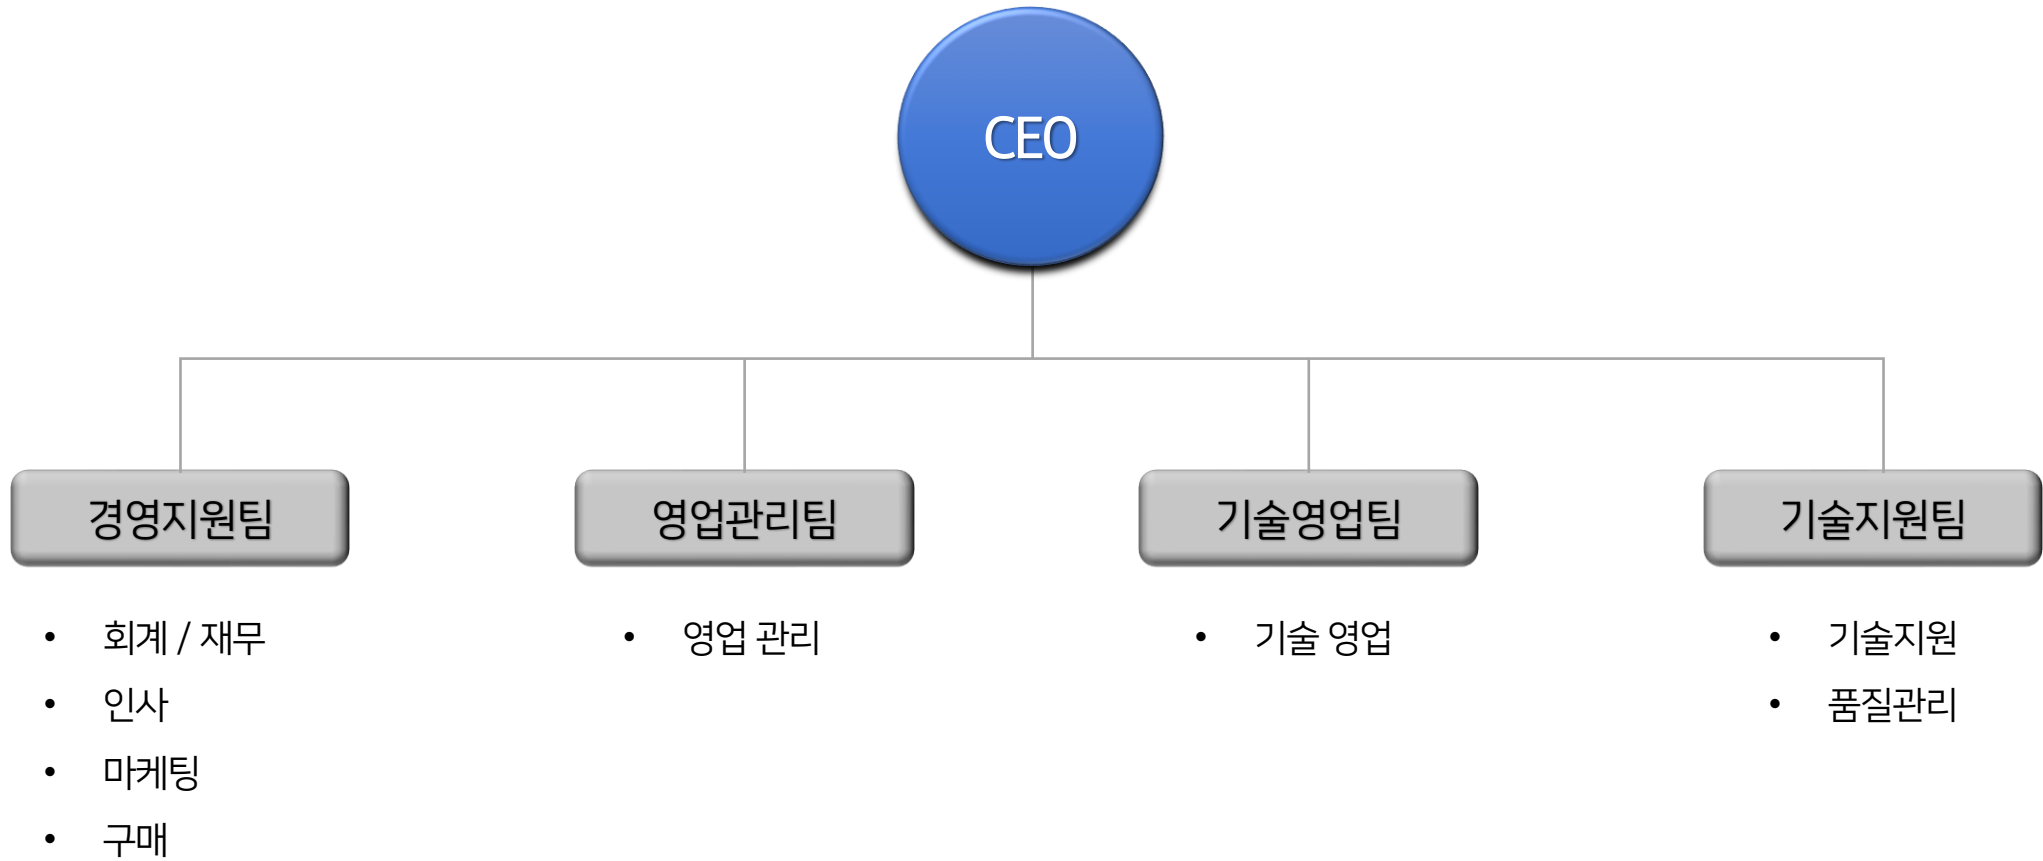 CEO
경영지원팀
영업관리팀
기술영업팀
기술지원팀
• 회계 / 재무
• 인사
• 마케팅
• 구매
• 영업 관리
• 기술 영업
• 기술지원
• 품질관리